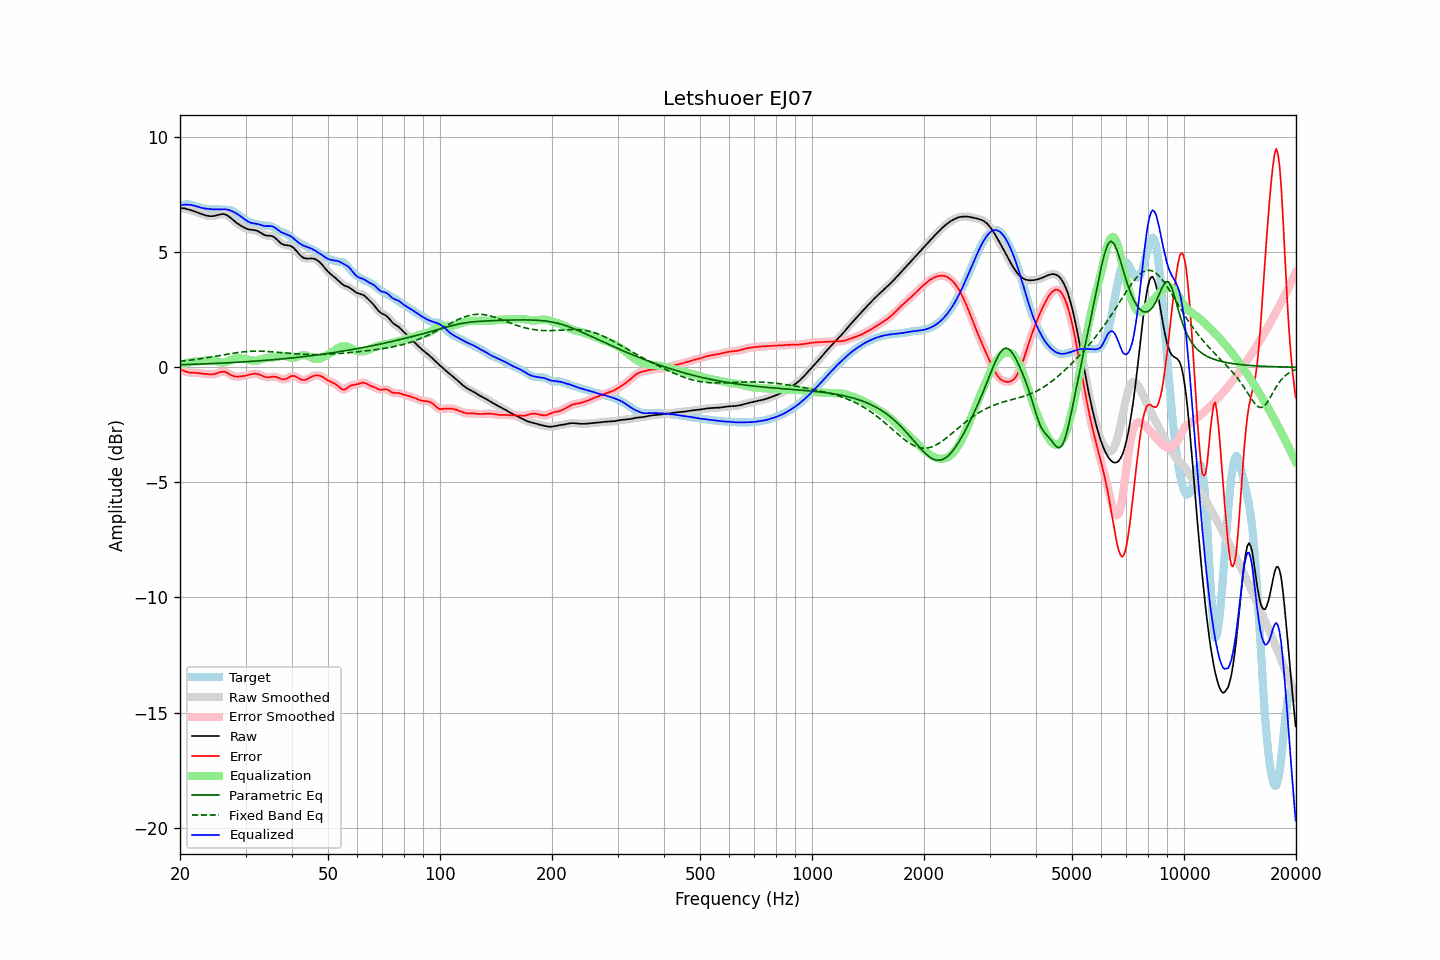 Letshuoer EJ07
Amplitude (dBr)
10
5
0
−5
−10
−15
−20
Target
Raw Smoothed
Error Smoothed
Raw
Error
Equalization
Parametric Eq
Fixed Band Eq
Equalized
20 50 100 200 500 1000 2000 5000 10000 20000
Frequency (Hz)